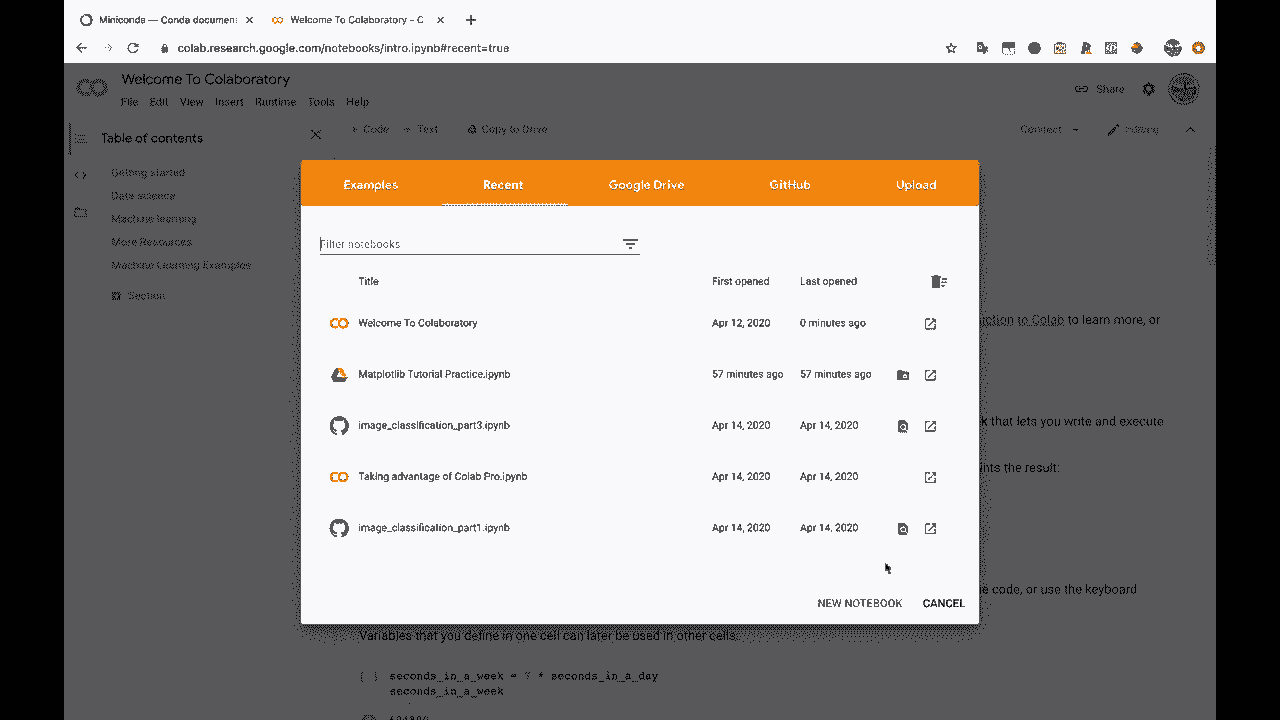 Miniconda — Conda document
Welcome To Colaboratory - C
colab.research.google.com/notebooks/intro.ipynb#recent=true
Welcome To Colaboratory
File Edit View Insert Runtime Tools Help
Share
Table of contents
Code Text Copy to Drive
Connect Editing
Getting started
Data science
Machine learning
More Resources
Machine Learning Examples
Section
Examples Recent Google Drive GitHub Upload
Filter notebooks
Title First opened Last opened
Welcome To Colaboratory Apr 12, 2020 0 minutes ago
Matplotlib Tutorial Practice.ipynb 57 minutes ago 57 minutes ago
image_classification_part3.ipynb Apr 14, 2020 Apr 14, 2020
Taking advantage of Colab Pro.ipynb Apr 14, 2020 Apr 14, 2020
image_classification_part1.ipynb Apr 14, 2020 Apr 14, 2020
NEW NOTEBOOK CANCEL
ction to Colab to learn more, or
k that lets you write and execute
nts the result:
e code, or use the keyboard
Variables that you define in one cell can later be used in other cells:
[ ] seconds_in_a_week = 7 * seconds_in_a_day
seconds_in_a_week